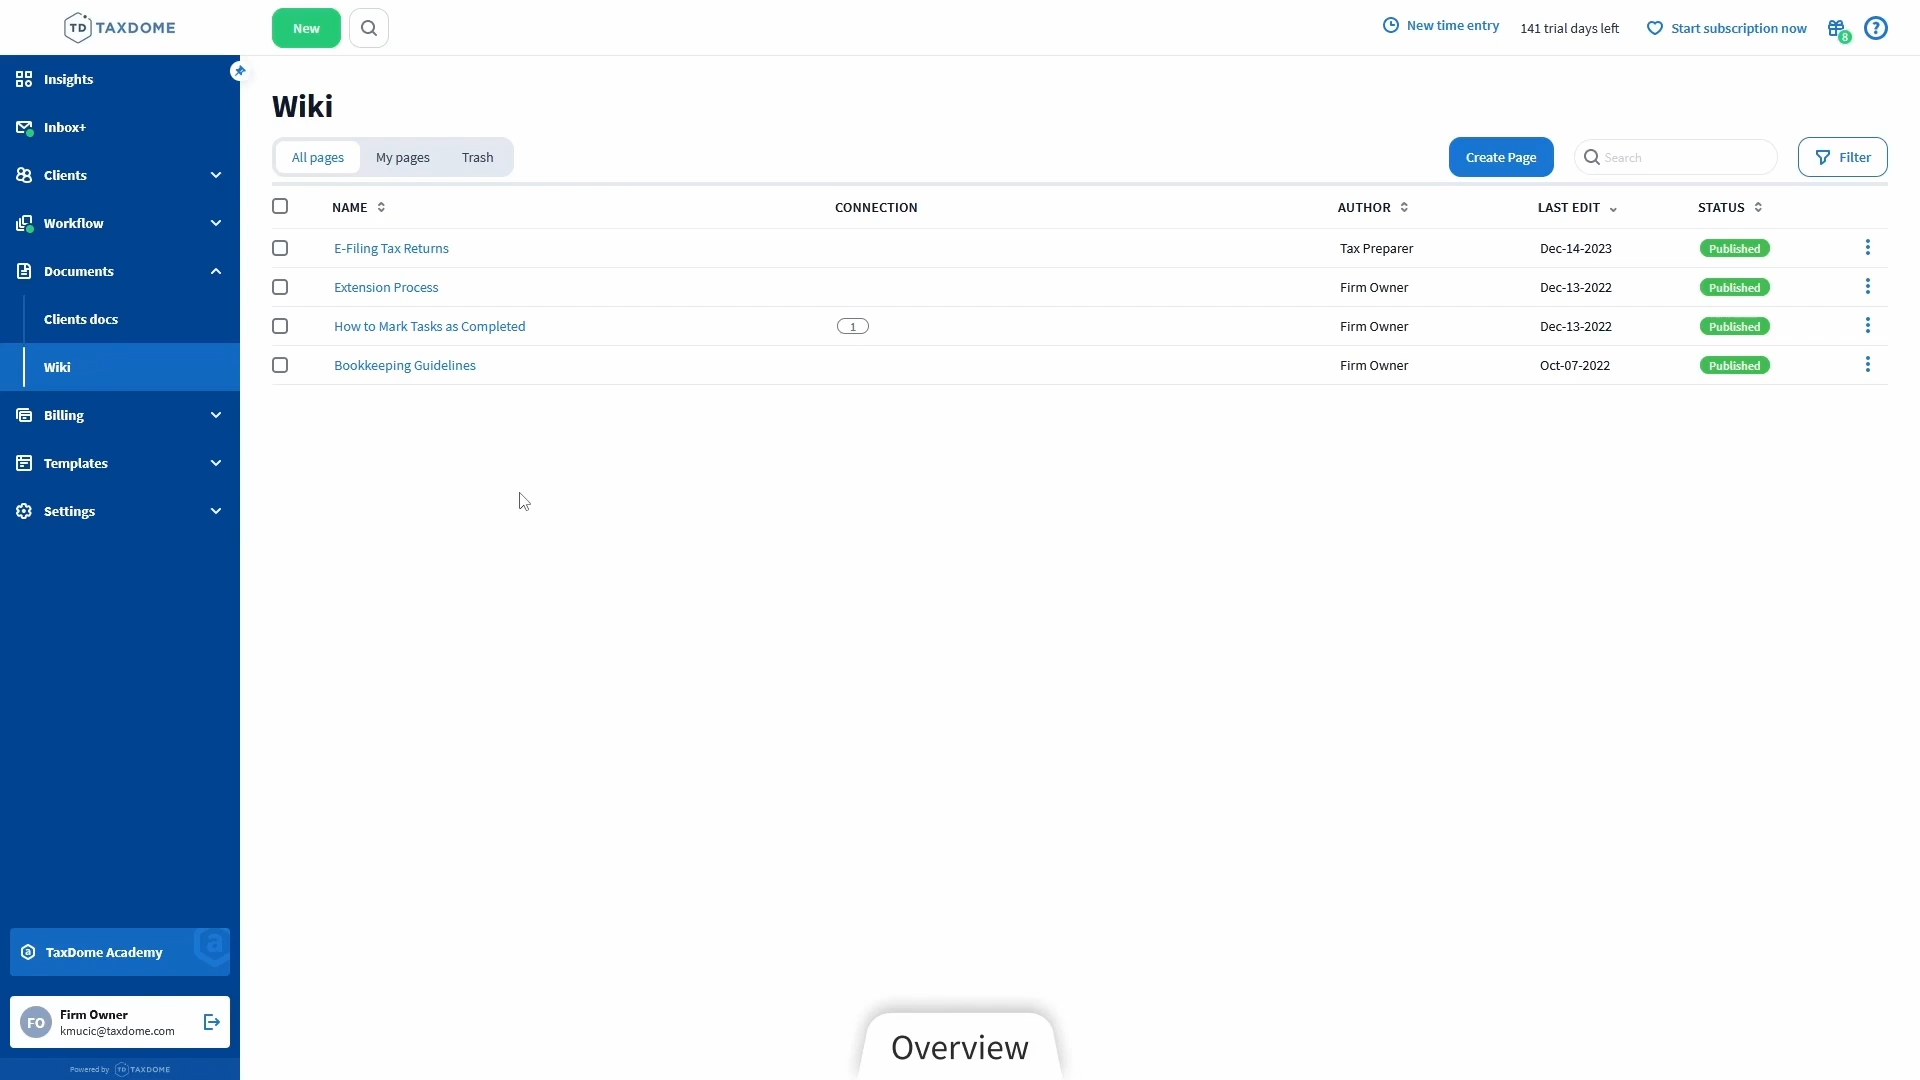 TD TAXDOME
New
New time entry
141 trial days left
Start subscription now
8
?
Insights
Inbox+
Clients
Workflow
Documents
Clients docs
Wiki
Billing
Templates
Settings
TaxDome Academy
a
FO
Firm Owner
kmucic@taxdome.com
Powered by TD TAXDOME
Wiki
All pages My pages Trash
Create Page
Search
Filter
NAME CONNECTION AUTHOR LAST EDIT STATUS
E-Filing Tax Returns Tax Preparer Dec-14-2023 Published
Extension Process Firm Owner Dec-13-2022 Published
How to Mark Tasks as Completed 1 Firm Owner Dec-13-2022 Published
Bookkeeping Guidelines Firm Owner Oct-07-2022 Published
Overview